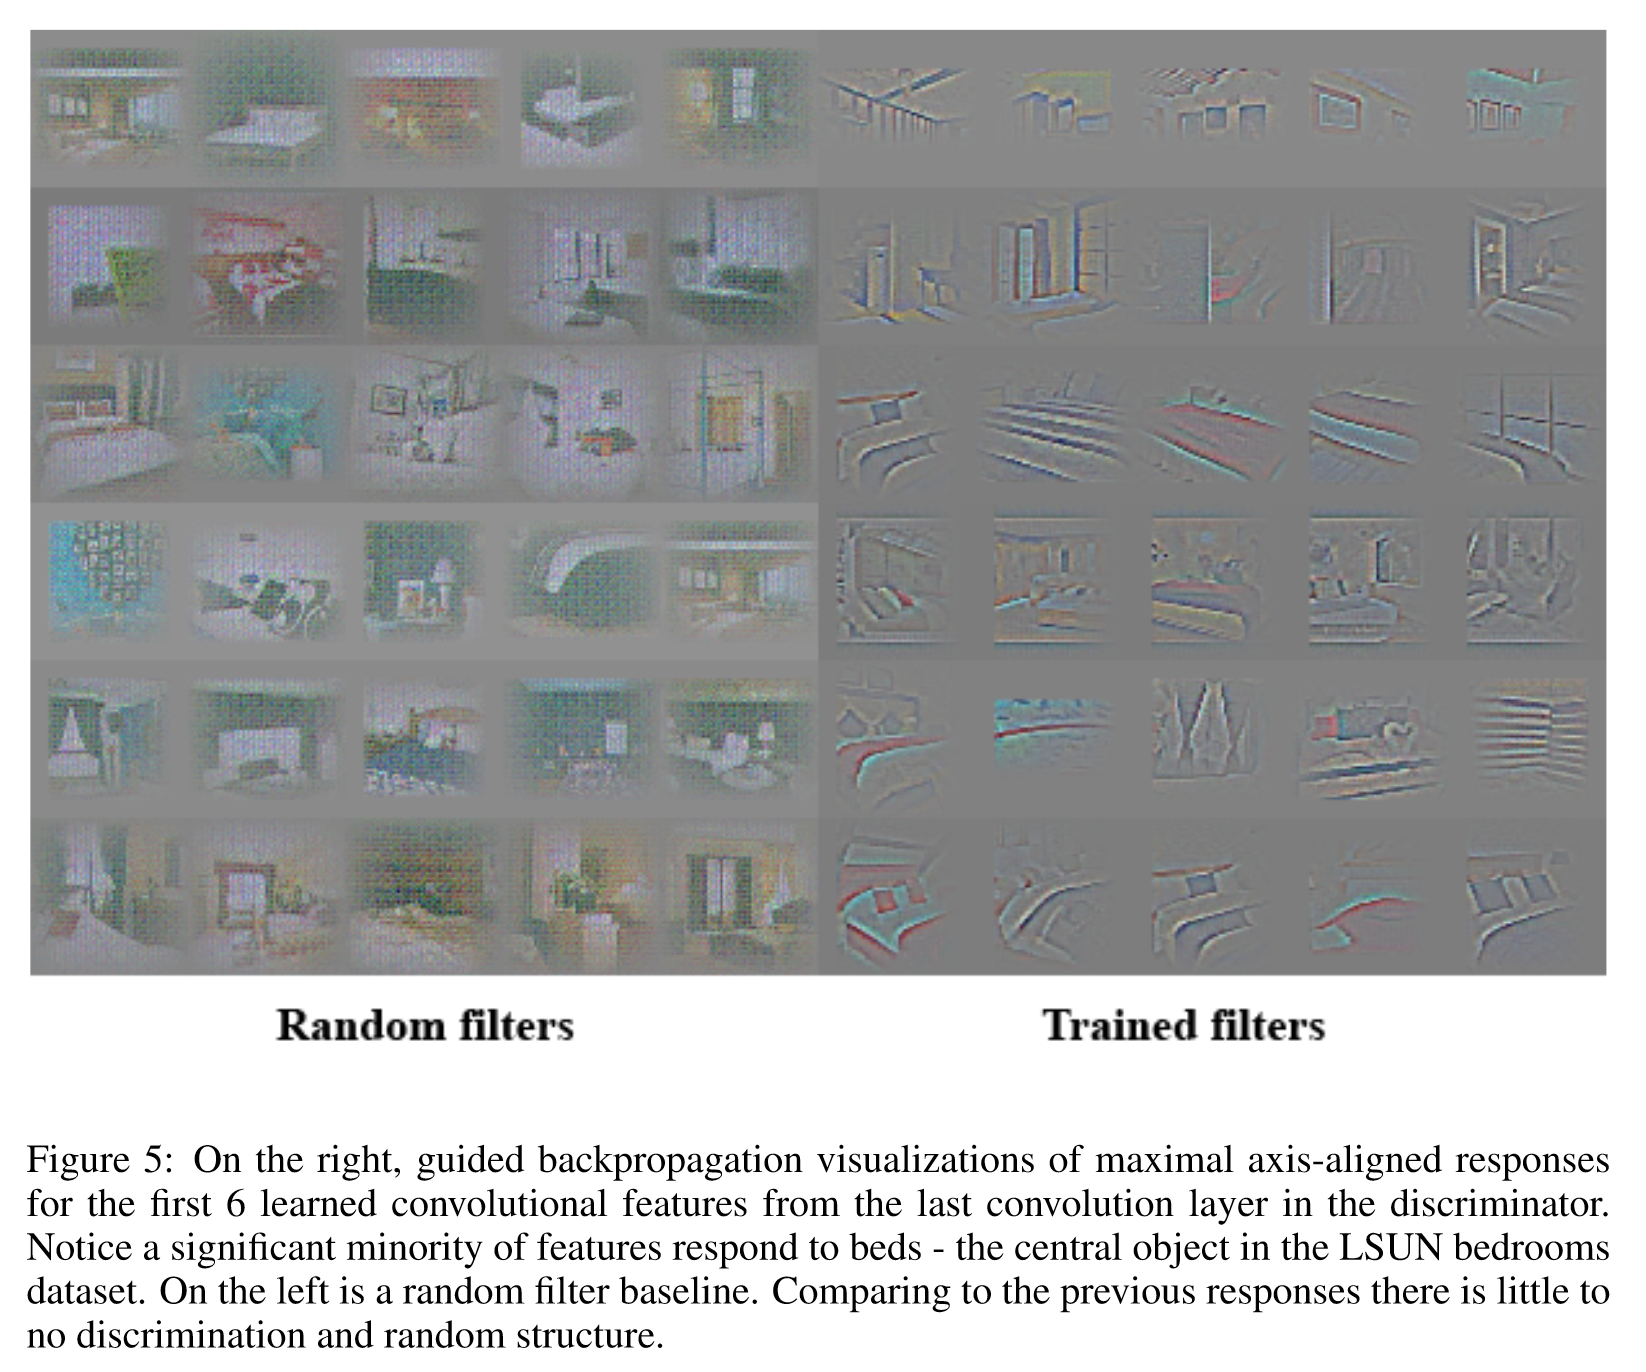 Random filters
Trained filters
Figure 5: On the right, guided backpropagation visualizations of maximal axis-aligned responses
for the first 6 learned convolutional features from the last convolution layer in the discriminator.
Notice a significant minority of features respond to beds - the central object in the LSUN bedrooms
dataset. On the left is a random filter baseline. Comparing to the previous responses there is little to
no discrimination and random structure.